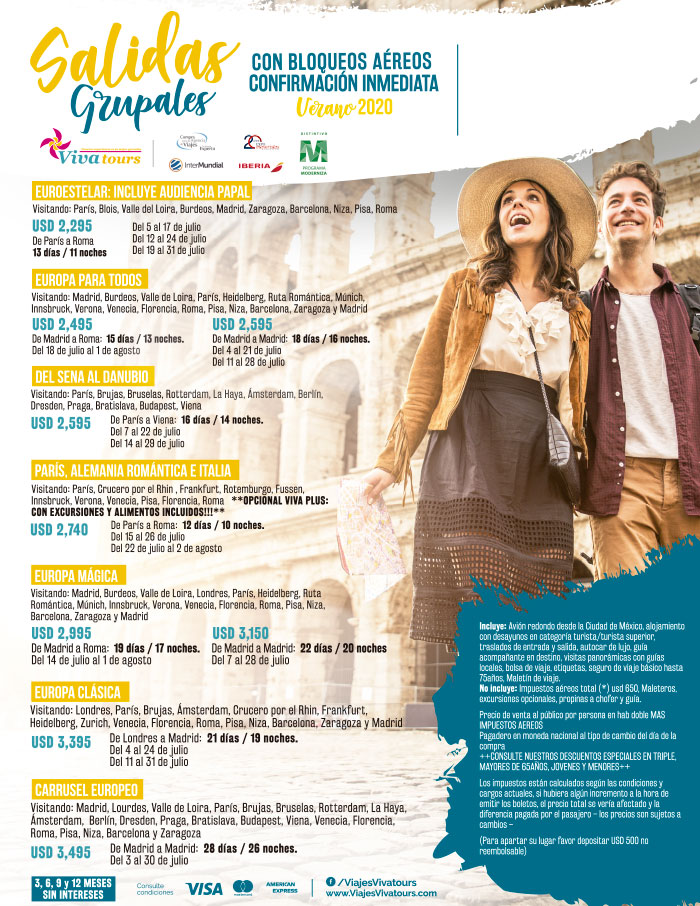 Salidas
Grupales
CON BLOQUEOS AÉREOS
CONFIRMACIÓN INMEDIATA
Verano 2020
Viva tours
InterMundial
IBERIA
DISTINTIVO
M
PROGRAMA
MODERNIZA
EUROESTELAR: INCLUYE AUDIENCIA PAPAL
Visitando: París, Blois, Valle del Loira, Burdeos, Madrid, Zaragoza, Barcelona, Niza, Pisa, Roma
USD 2,295
De París a Roma
13 días / 11 noches
Del 5 al 17 de julio
Del 12 al 24 de julio
Del 19 al 31 de julio
EUROPA PARA TODOS
Visitando: Madrid, Burdeos, Valle de Loira, París, Heidelberg, Ruta Romántica, Múnich,
Innsbruck, Verona, Venecia, Florencia, Roma, Pisa, Niza, Barcelona, Zaragoza y Madrid
USD 2,495
De Madrid a Roma: 15 días / 13 noches.
Del 18 de julio al 1 de agosto
USD 2,595
De Madrid a Madrid: 18 días / 16 noches.
Del 4 al 21 de julio
Del 11 al 28 de julio
DEL SENA AL DANUBIO
Visitando: París, Brujas, Bruselas, Rotterdam, La Haya, Ámsterdam, Berlín,
Dresden, Praga, Bratislava, Budapest, Viena
USD 2,595
De París a Viena: 16 días / 14 noches.
Del 7 al 22 de julio
Del 14 al 29 de julio
PARÍS, ALEMANIA ROMÁNTICA E ITALIA
Visitando: París, Crucero por el Rhin , Frankfurt, Rotemburgo, Fussen,
Innsbruck, Verona, Venecia, Pisa, Florencia, Roma **OPCIONAL VIVA PLUS:
CON EXCURSIONES Y ALIMENTOS INCLUIDOS!!!**
USD 2,740
De París a Roma: 12 días / 10 noches.
Del 15 al 26 de julio
Del 22 de julio al 2 de agosto
EUROPA MÁGICA
Visitando: Madrid, Burdeos, Valle de Loira, Londres, París, Heidelberg, Ruta
Romántica, Múnich, Innsbruck, Verona, Venecia, Florencia, Roma, Pisa, Niza,
Barcelona, Zaragoza y Madrid
USD 2,995
De Madrid a Roma: 19 días / 17 noches.
Del 14 de julio al 1 de agosto
USD 3,150
De Madrid a Madrid: 22 días / 20 noches
Del 7 al 28 de julio
EUROPA CLÁSICA
Visitando: Londres, París, Brujas, Ámsterdam, Crucero por el Rhin, Frankfurt,
Heidelberg, Zurich, Venecia, Florencia, Roma, Pisa, Niza, Barcelona, Zaragoza y Madrid
USD 3,395
De Londres a Madrid: 21 días / 19 noches.
Del 4 al 24 de julio
Del 11 al 31 de julio
CARRUSEL EUROPEO
Visitando: Madrid, Lourdes, Valle de Loira, París, Brujas, Bruselas, Rotterdam, La Haya,
Ámsterdam, Berlín, Dresden, Praga, Bratislava, Budapest, Viena, Venecia, Florencia,
Roma, Pisa, Niza, Barcelona y Zaragoza
USD 3,495
De Madrid a Madrid: 28 días / 26 noches.
Del 3 al 30 de julio
Incluye: Avión redondo desde la Ciudad de México, alojamiento
con desayunos en categoría turista/turista superior,
traslados de entrada y salida, autocar de lujo, guía
acompañante en destino, visitas panorámicas con guías
locales, bolsa de viaje, etiquetas, seguro de viaje básico hasta
75años, Maletín de viaje.
No incluye: Impuestos aéreos total (*) usd 650, Maleteros,
excursiones opcionales, propinas a chofer y guía.
Precio de venta al público por persona en hab doble MAS
IMPUESTOS AEREOS
Pagadero en moneda nacional al tipo de cambio del día de la
compra
++CONSULTE NUESTROS DESCUENTOS ESPECIALES EN TRIPLE,
MAYORES DE 65AÑOS, JOVENES Y MENORES++
Los impuestos están calculados según las condiciones y
cargos actuales, si hubiera algún incremento a la hora de
emitir los boletos, el precio total se vería afectado y la
diferencia pagada por el pasajero – los precios son sujetos a
cambios –
(Para apartar su lugar favor depositar USD 500 no
reembolsable)
3, 6, 9 y 12 MESES
SIN INTERESES
Consulte
condiciones
VISA
mastercard
AMERICAN
EXPRESS
f /ViajesVivatours
www.ViajesVivatours.com